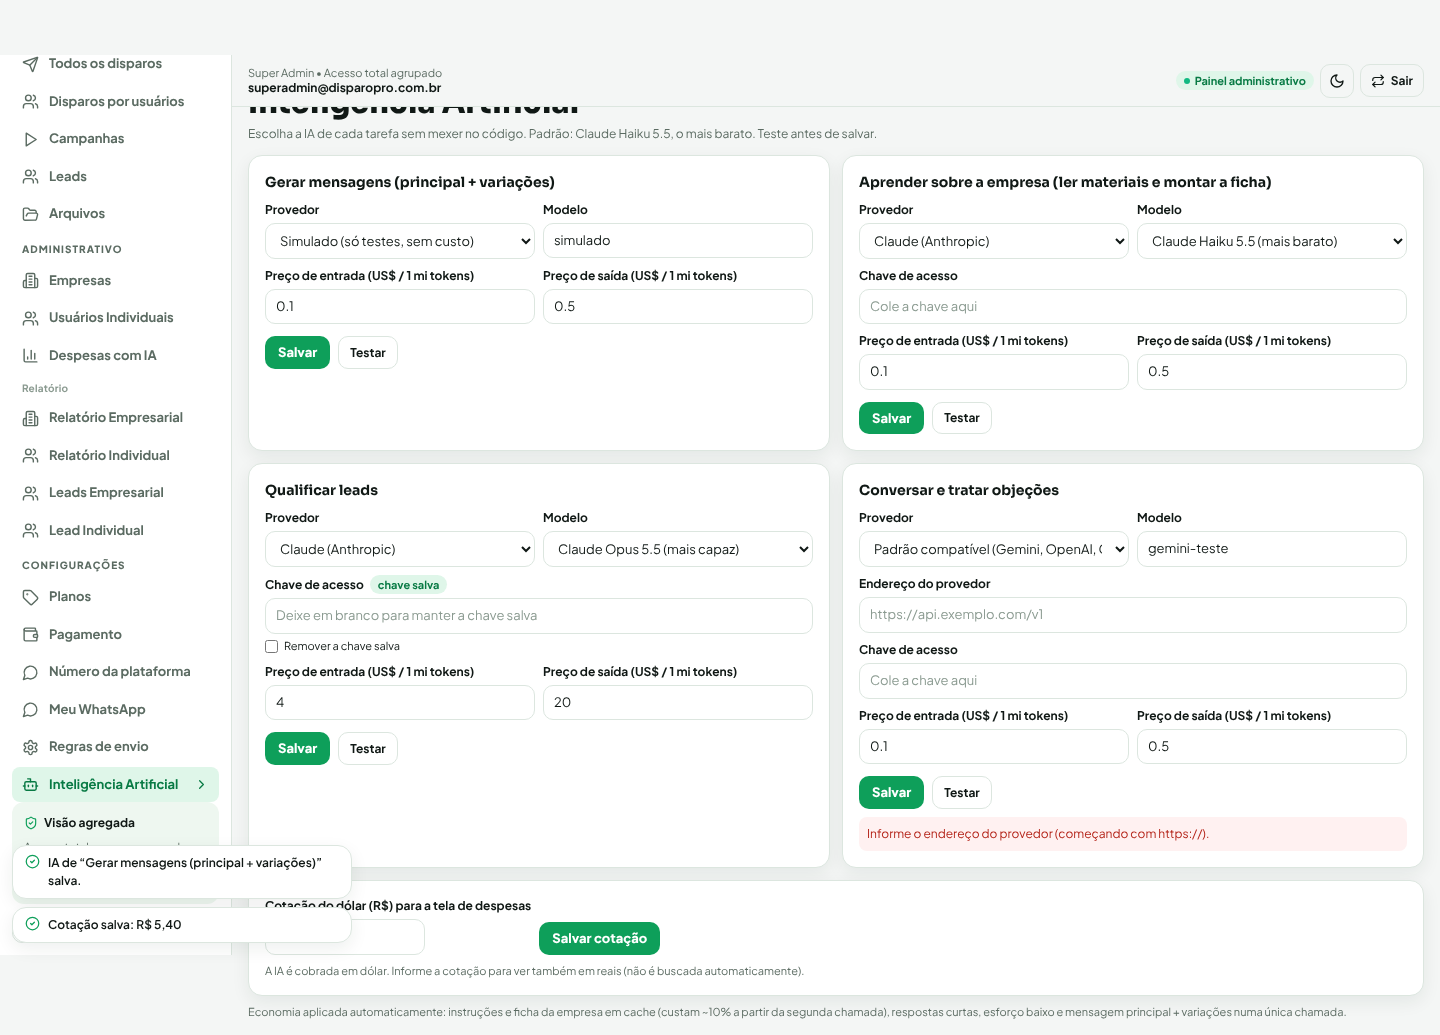 Todos os disparos
Disparos por usuários
Campanhas
Leads
Arquivos
ADMINISTRATIVO
Empresas
Usuários Individuais
Despesas com IA
Relatório
Relatório Empresarial
Relatório Individual
Leads Empresarial
Lead Individual
CONFIGURAÇÕES
Planos
Pagamento
Número da plataforma
Meu WhatsApp
Regras de envio
Inteligência Artificial
Visão agregada
IA de “Gerar mensagens (principal + variações)”
salva.
Cotação salva: R$ 5,40
Super Admin • Acesso total agrupado
superadmin@disparopro.com.br
Painel administrativo
Sair
Inteligência Artificial
Escolha a IA de cada tarefa sem mexer no código. Padrão: Claude Haiku 5.5, o mais barato. Teste antes de salvar.
Gerar mensagens (principal + variações)
Provedor
Modelo
Simulado (só testes, sem custo)
simulado
Preço de entrada (US$ / 1 mi tokens)
Preço de saída (US$ / 1 mi tokens)
0.1
0.5
Salvar
Testar
Aprender sobre a empresa (ler materiais e montar a ficha)
Provedor
Modelo
Claude (Anthropic)
Claude Haiku 5.5 (mais barato)
Chave de acesso
Cole a chave aqui
Preço de entrada (US$ / 1 mi tokens)
Preço de saída (US$ / 1 mi tokens)
0.1
0.5
Salvar
Testar
Qualificar leads
Provedor
Modelo
Claude (Anthropic)
Claude Opus 5.5 (mais capaz)
Chave de acesso
chave salva
Deixe em branco para manter a chave salva
Remover a chave salva
Preço de entrada (US$ / 1 mi tokens)
Preço de saída (US$ / 1 mi tokens)
4
20
Salvar
Testar
Conversar e tratar objeções
Provedor
Modelo
Padrão compatível (Gemini, OpenAI, 
gemini-teste
Endereço do provedor
https://api.exemplo.com/v1
Chave de acesso
Cole a chave aqui
Preço de entrada (US$ / 1 mi tokens)
Preço de saída (US$ / 1 mi tokens)
0.1
0.5
Salvar
Testar
Informe o endereço do provedor (começando com https://).
Cotação do dólar (R$) para a tela de despesas
Salvar cotação
A IA é cobrada em dólar. Informe a cotação para ver também em reais (não é buscada automaticamente).
Economia aplicada automaticamente: instruções e ficha da empresa em cache (custam ~10% a partir da segunda chamada), respostas curtas, esforço baixo e mensagem principal + variações numa única chamada.